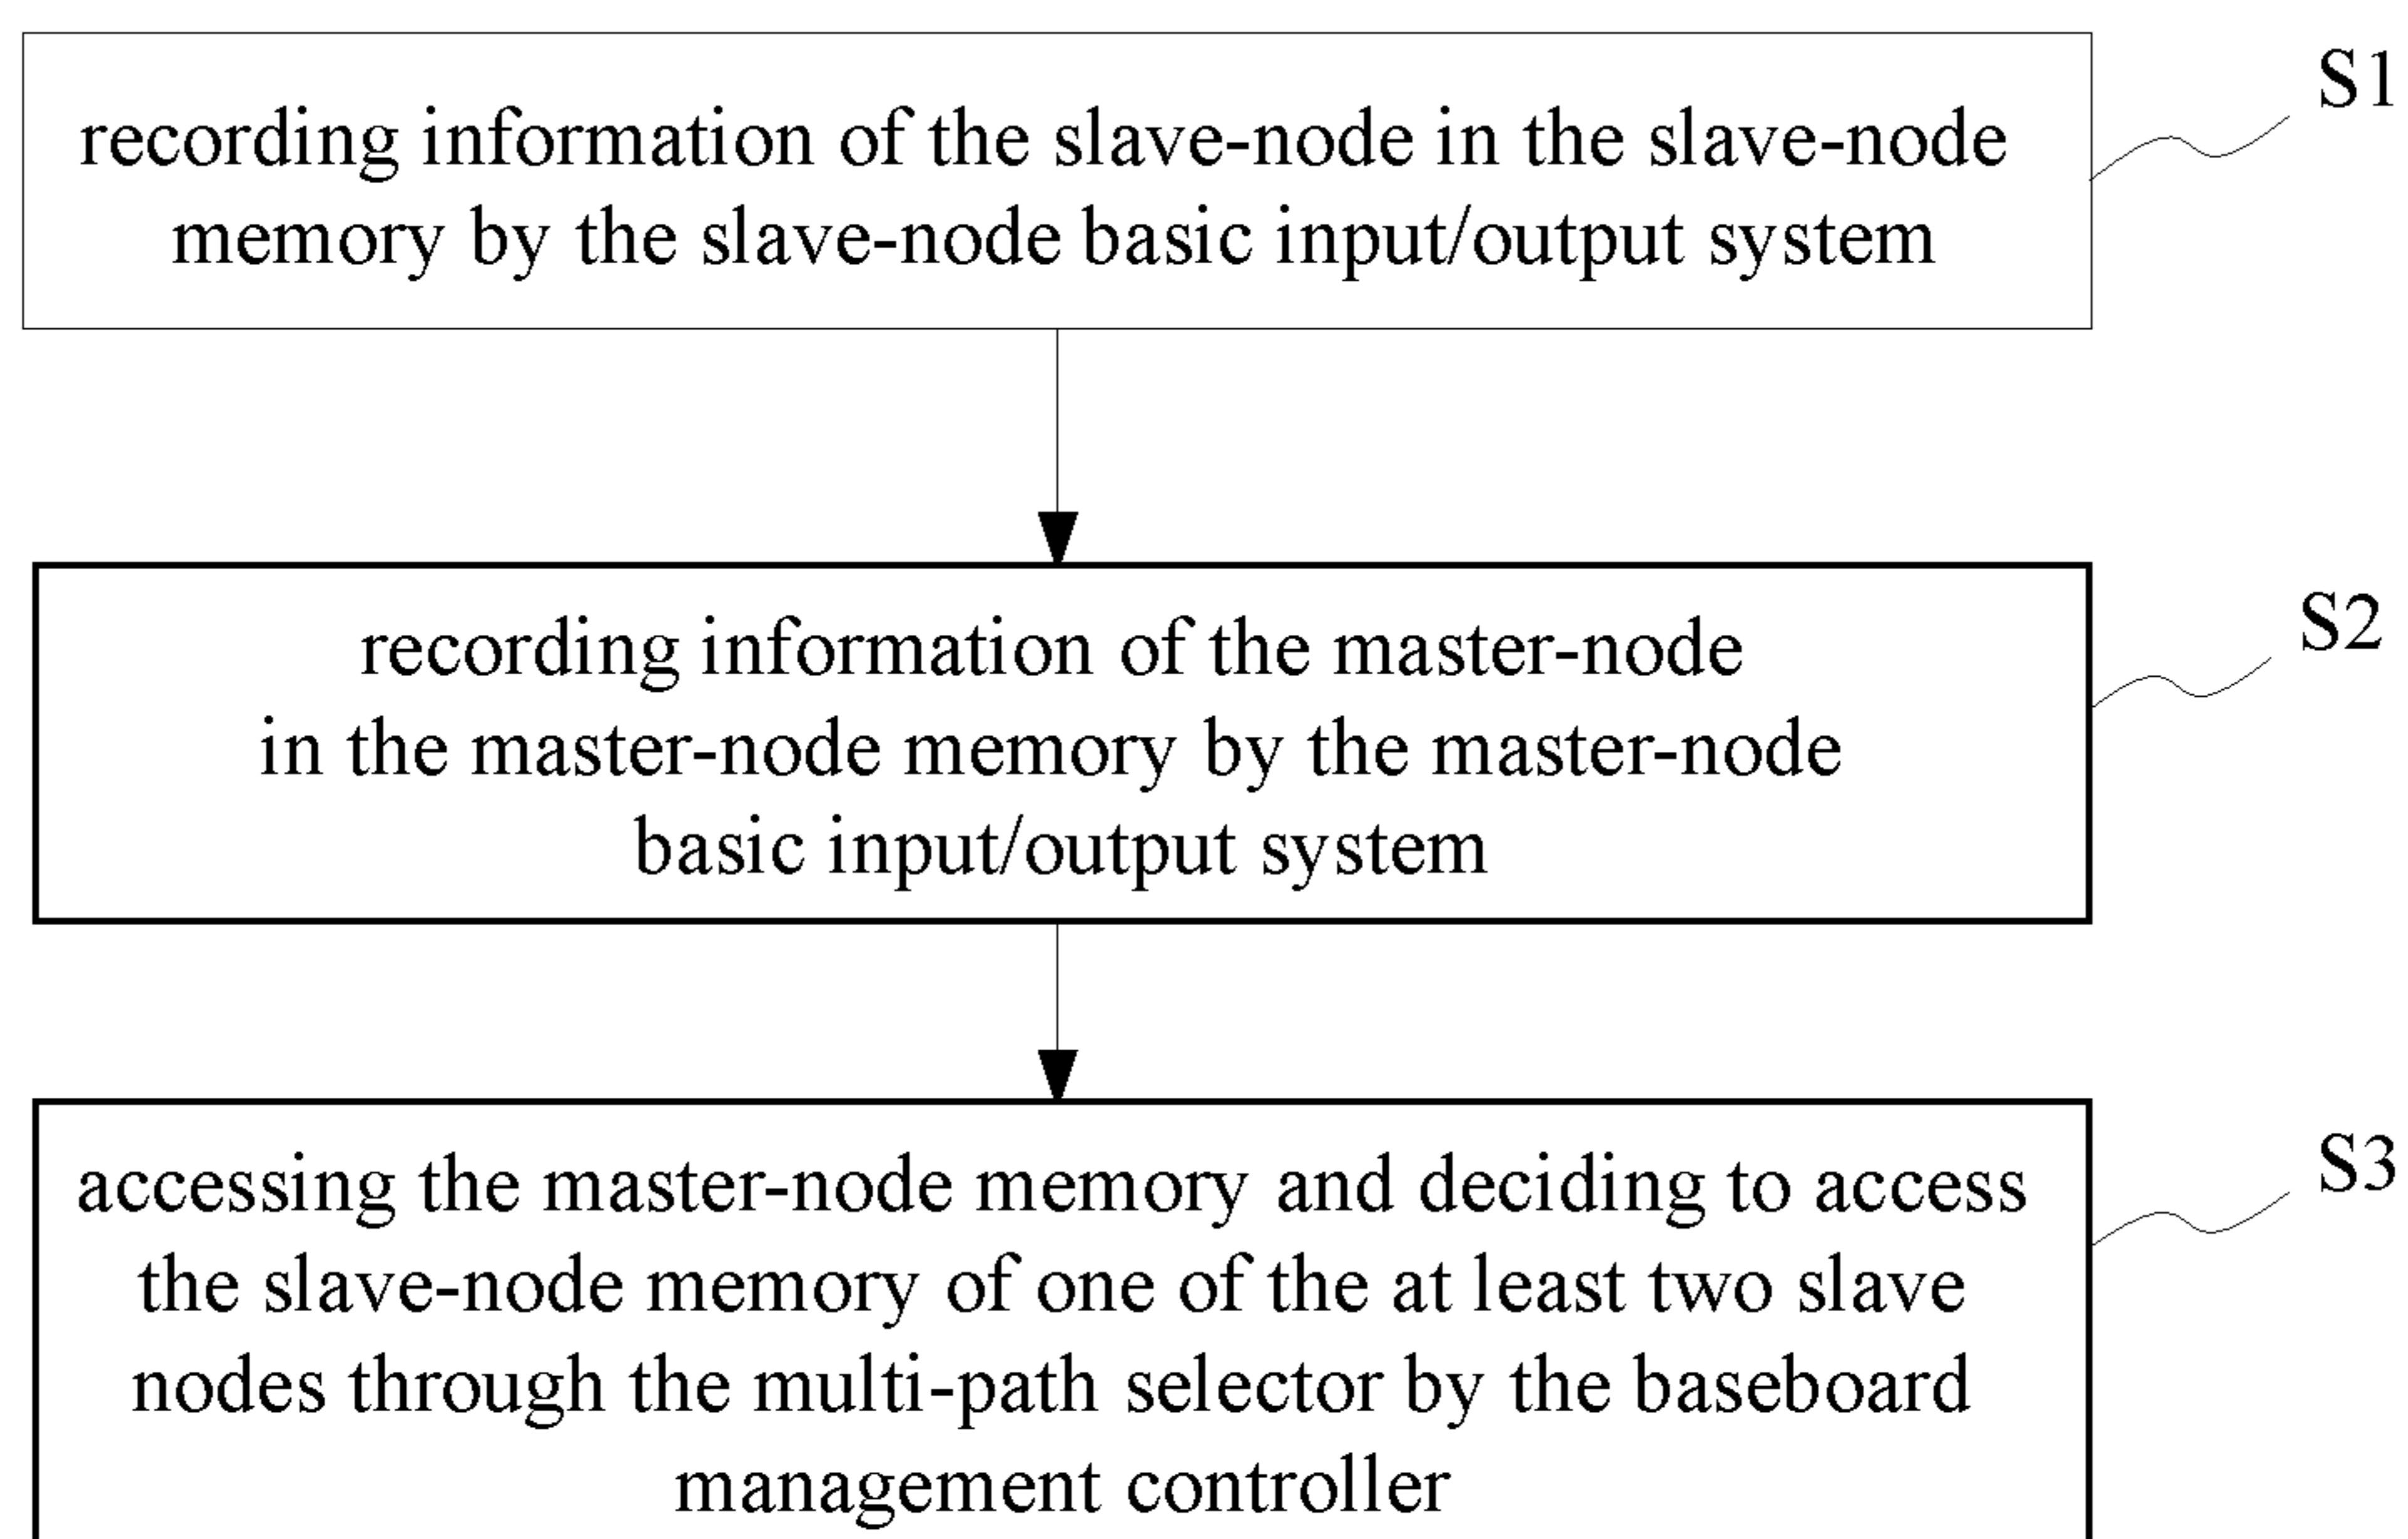 recording information of the slave-node in the slave-node
memory by the slave-node basic input/output system
S1
recording information of the master-node
in the master-node memory by the master-node
basic input/output system
S2
accessing the master-node memory and deciding to access
the slave-node memory of one of the at least two slave
nodes through the multi-path selector by the baseboard
management controller
S3